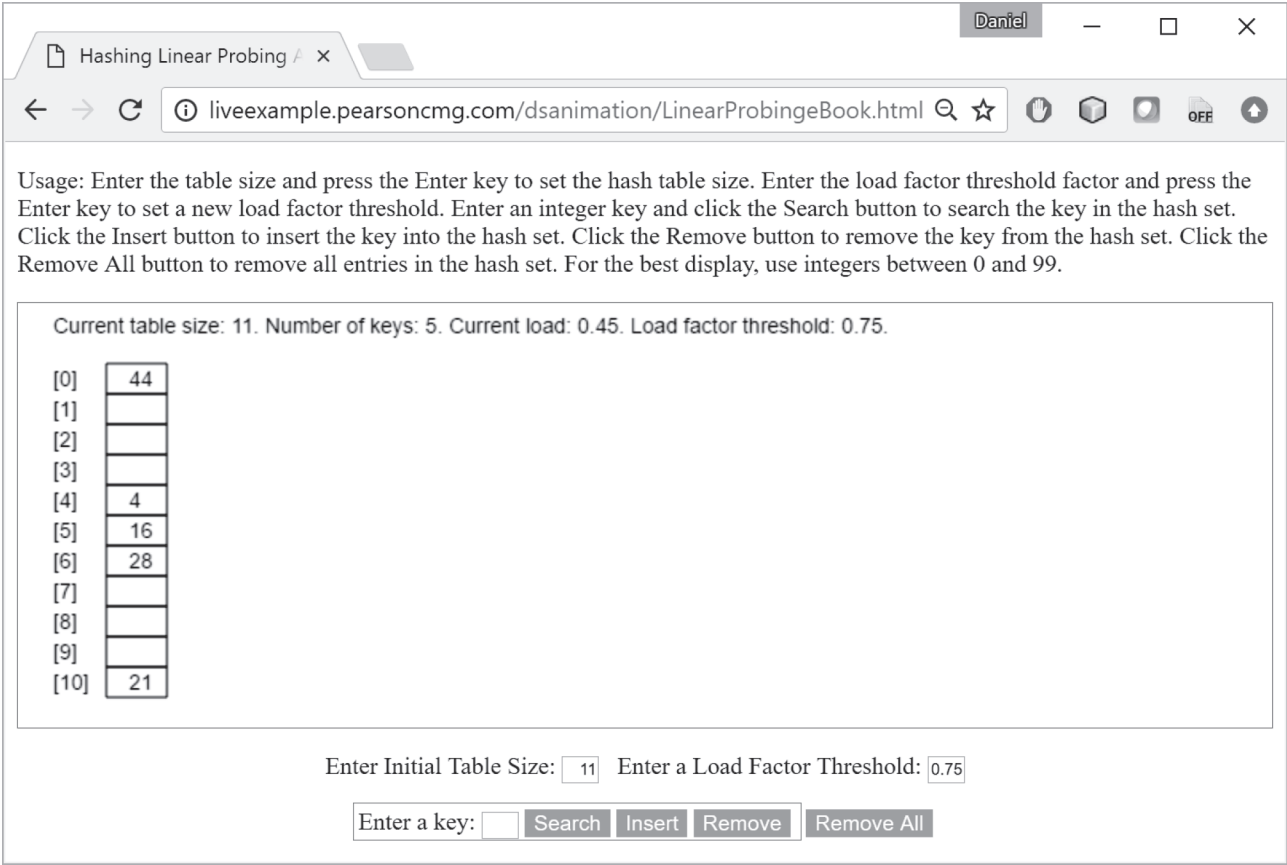 Daniel
Hashing Linear Probing A
liveexample.pearsoncmg.com/dsanimation/LinearProbingeBook.html
OFF
Usage: Enter the table size and press the Enter key to set the hash table size. Enter the load factor threshold factor and press the
Enter key to set a new load factor threshold. Enter an integer key and click the Search button to search the key in the hash set.
Click the Insert button to insert the key into the hash set. Click the Remove button to remove the key from the hash set. Click the
Remove All button to remove all entries in the hash set. For the best display, use integers between 0 and 99.
Current table size: 11. Number of keys: 5. Current load: 0.45. Load factor threshold: 0.75.
[0] 44
[1]
[2]
[3]
[4] 4
[5] 16
[6] 28
[7]
[8]
[9]
[10] 21
Enter Initial Table Size: 11 Enter a Load Factor Threshold: 0.75
Enter a key: Search Insert Remove Remove All